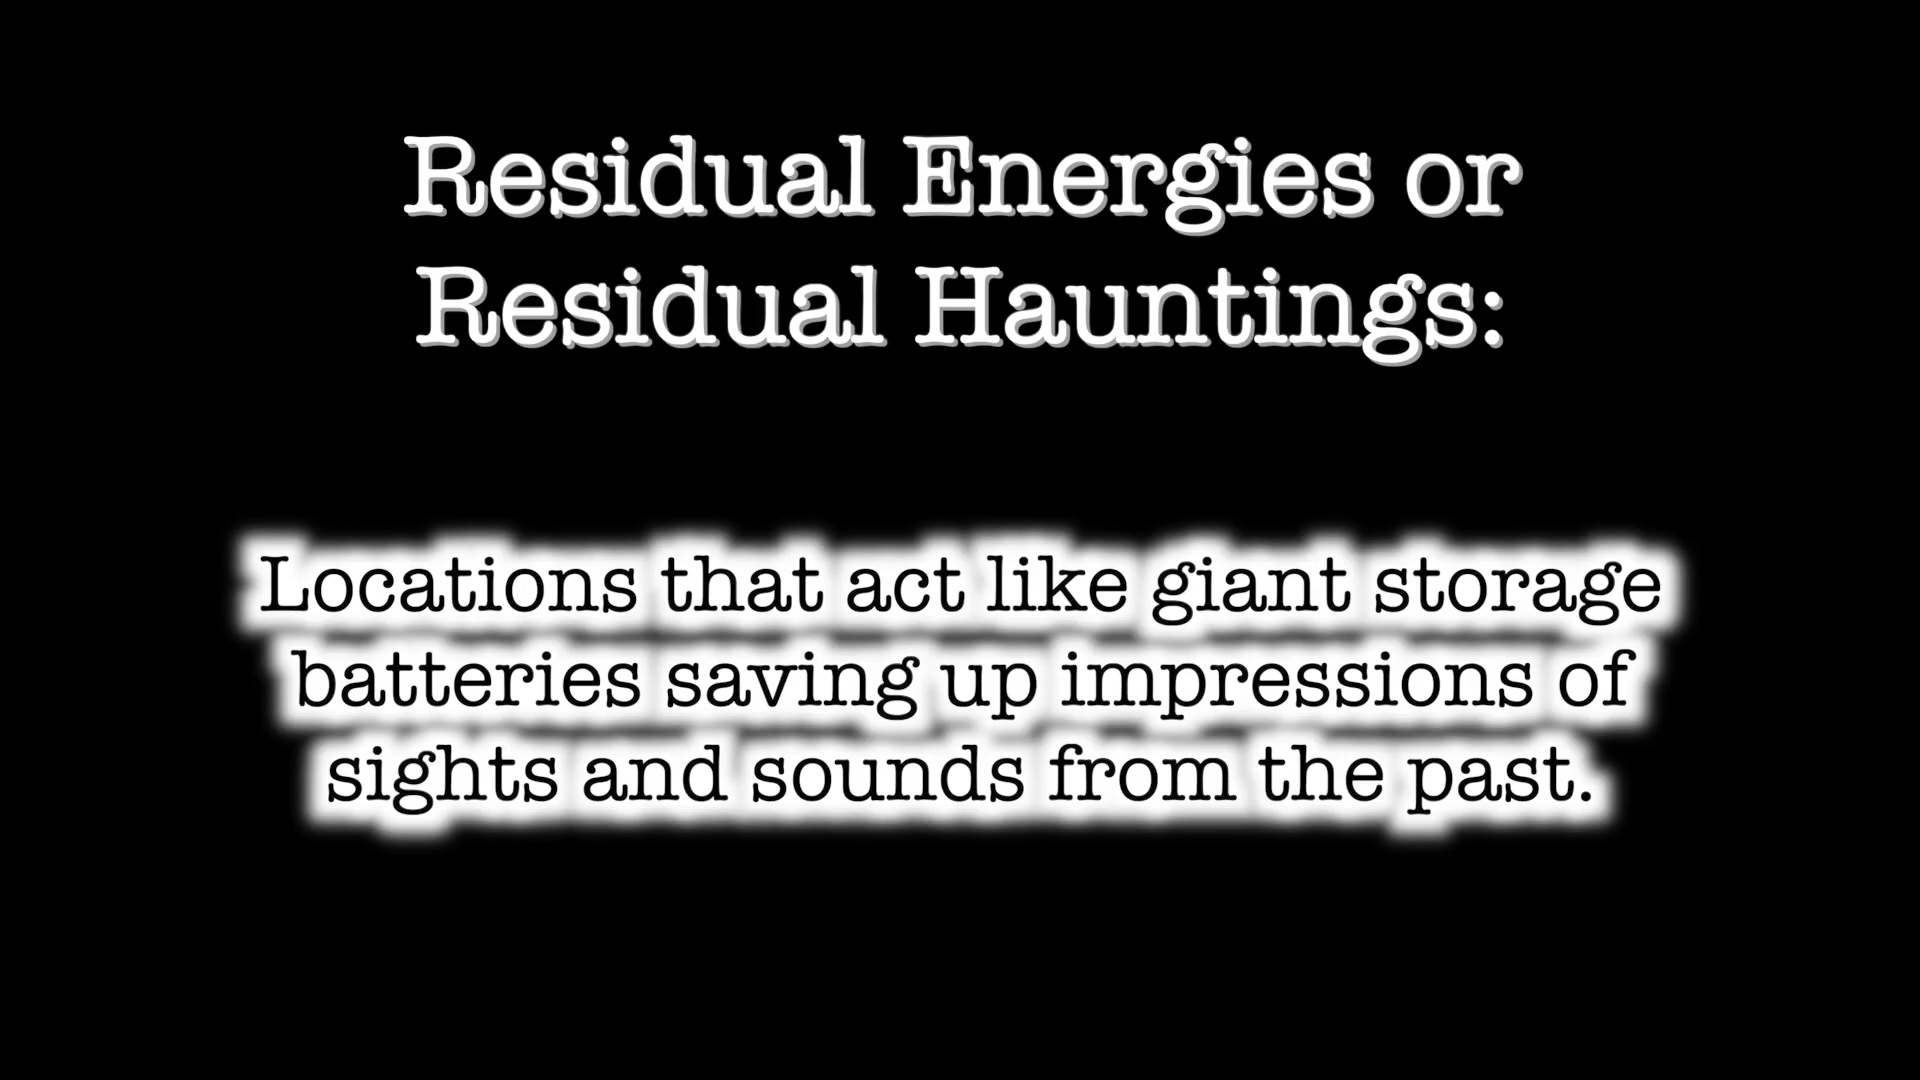 Residual Energies or
Residual Hauntings:
Locations that act like giant storage
batteries saving up impressions of
sights and sounds from the past.